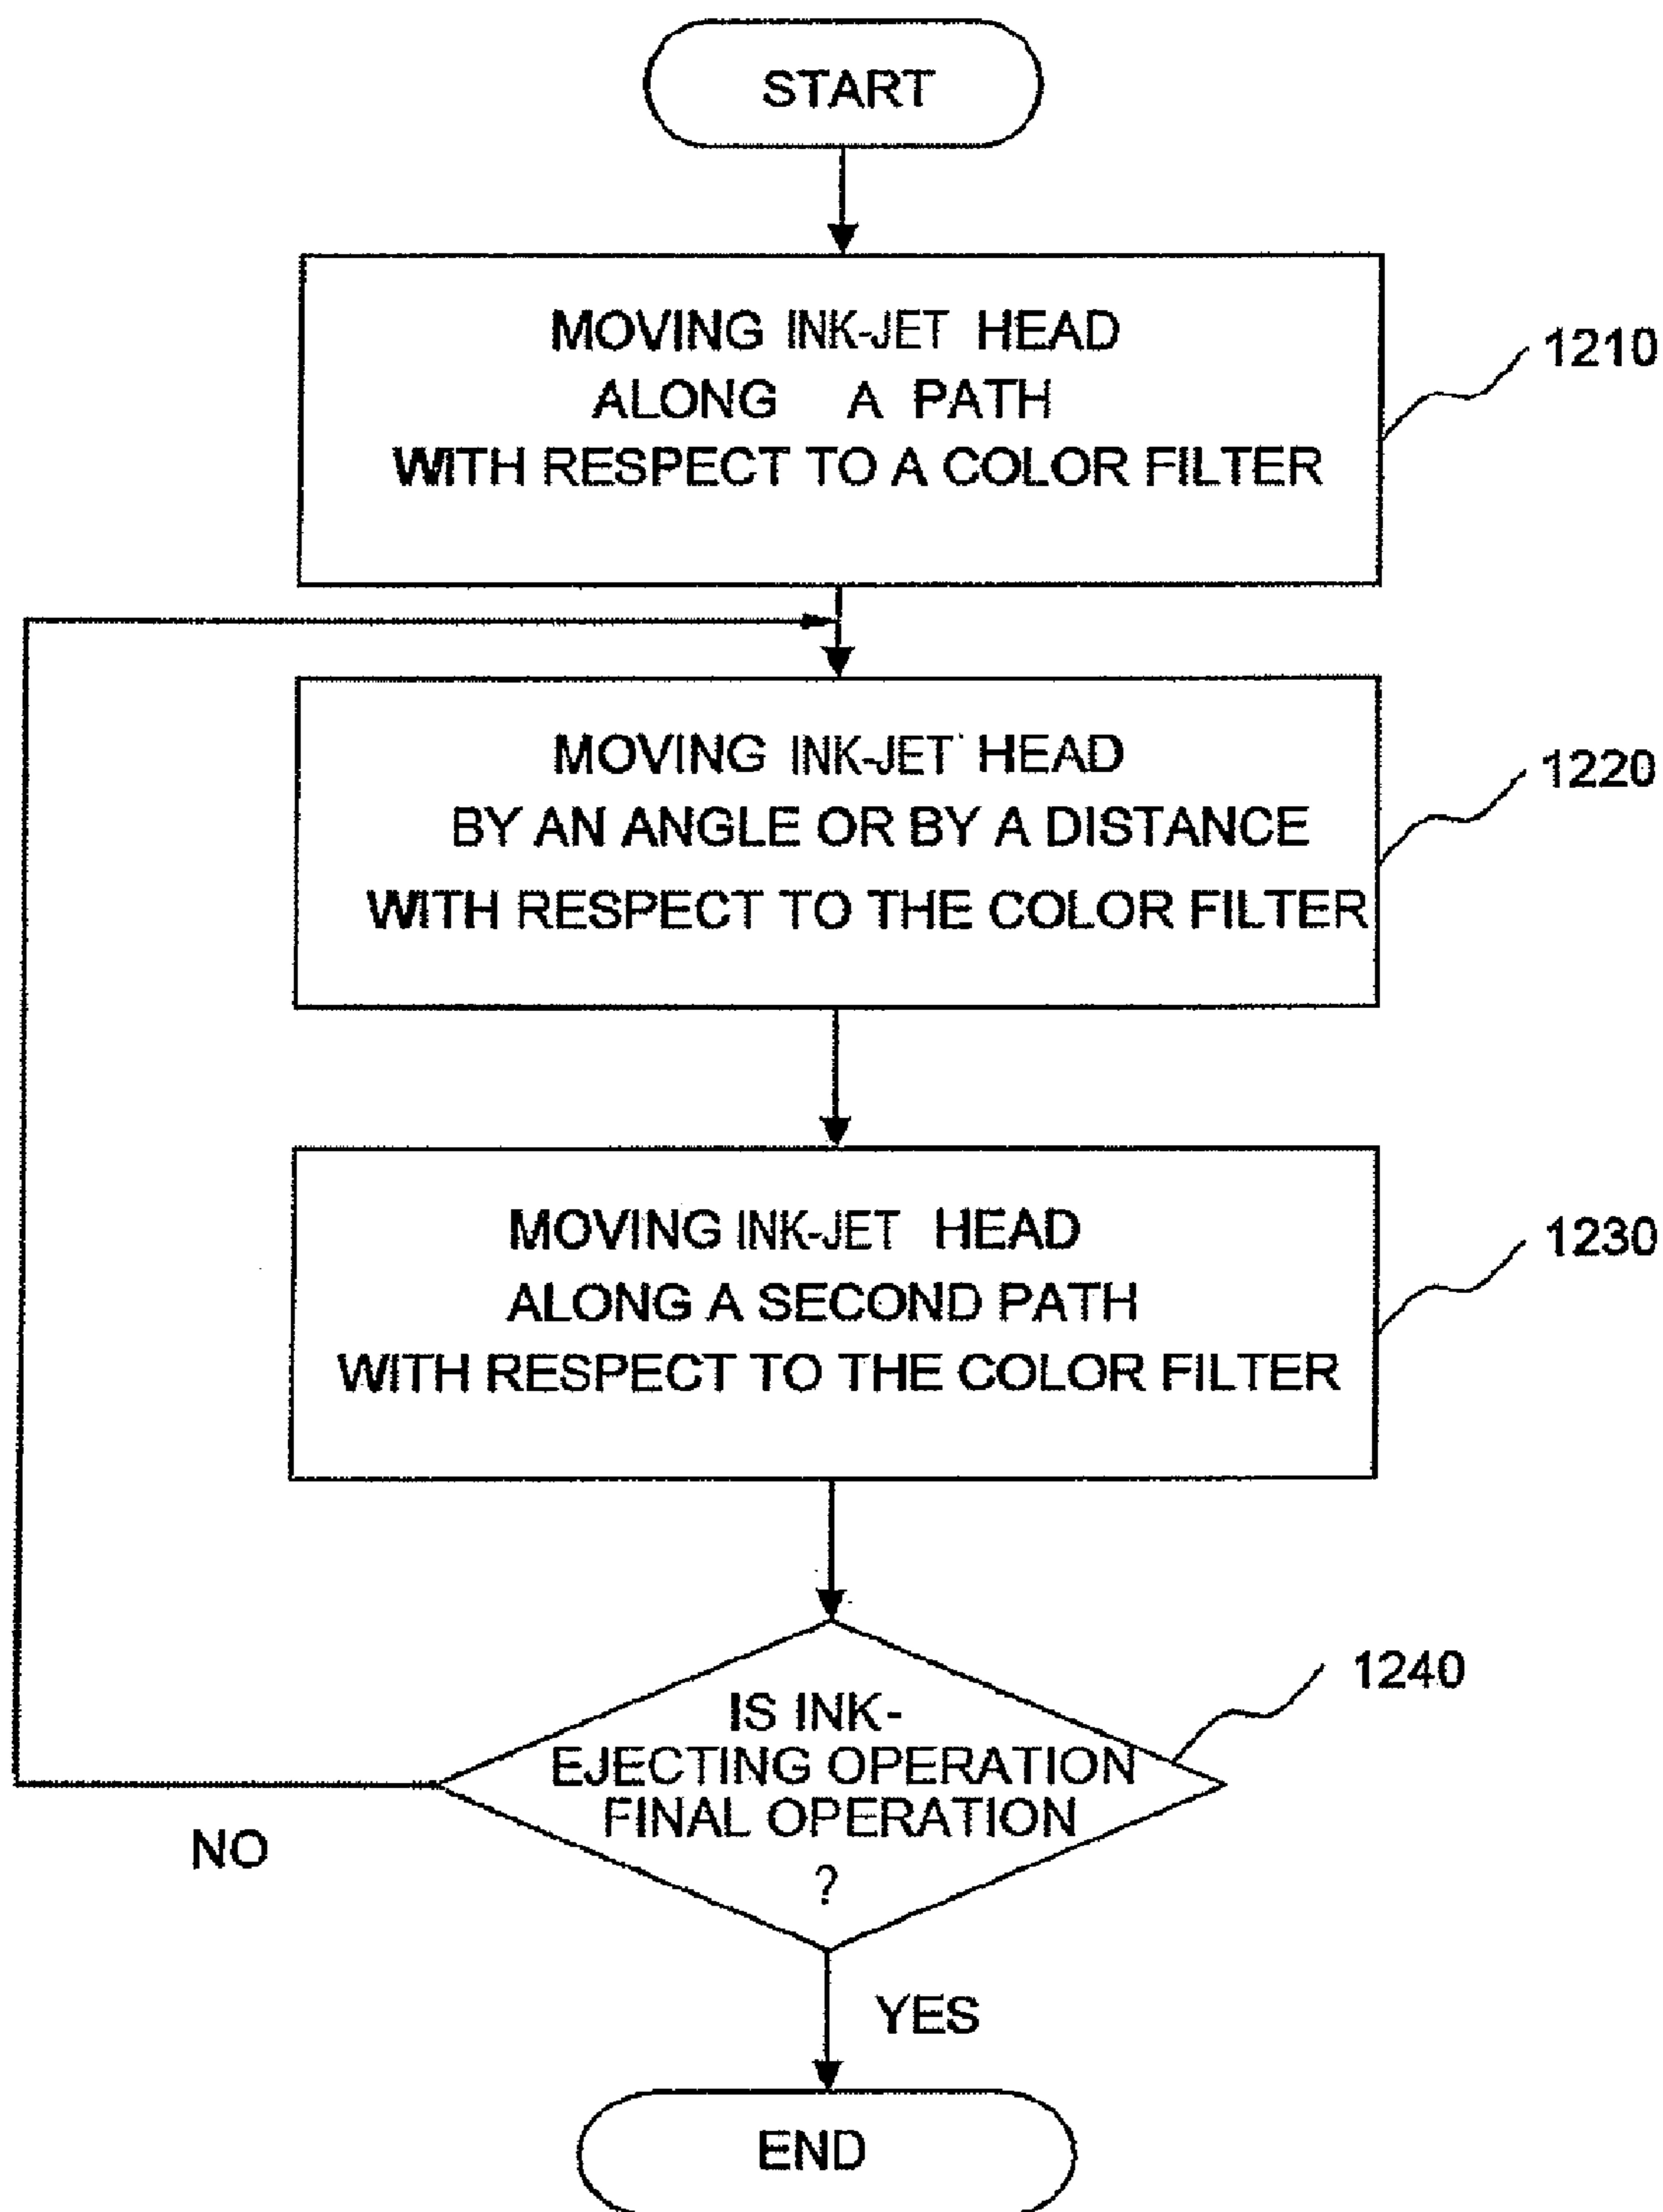 START
MOVING INK-JET HEAD
ALONG A PATH
WITH RESPECT TO A COLOR FILTER
1210
MOVING INK-JET HEAD
BY AN ANGLE OR BY A DISTANCE
WITH RESPECT TO THE COLOR FILTER
1220
MOVING INK-JET HEAD
ALONG A SECOND PATH
WITH RESPECT TO THE COLOR FILTER
1230
IS INK-
EJECTING OPERATION
FINAL OPERATION
?
1240
NO
YES
END